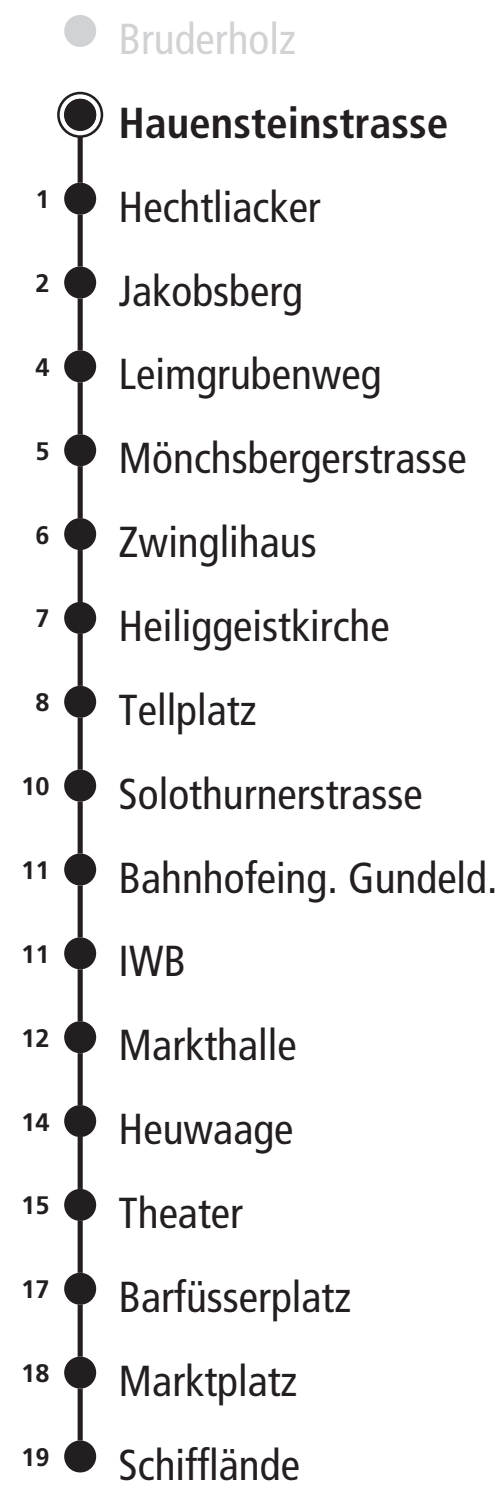 Bruderholz
Hauensteinstrasse
1 Hechtliacker
2 Jakobsberg
4 Leimgrubenweg
5 Mönchsbergerstrasse
6 Zwinglihaus
7 Heiliggeistkirche
8 Tellplatz
10 Solothurnerstrasse
11 Bahnhofeing. Gundeld.
11 IWB
12 Markthalle
14 Heuwaage
15 Theater
17 Barfüsserplatz
18 Marktplatz
19 Schifflände